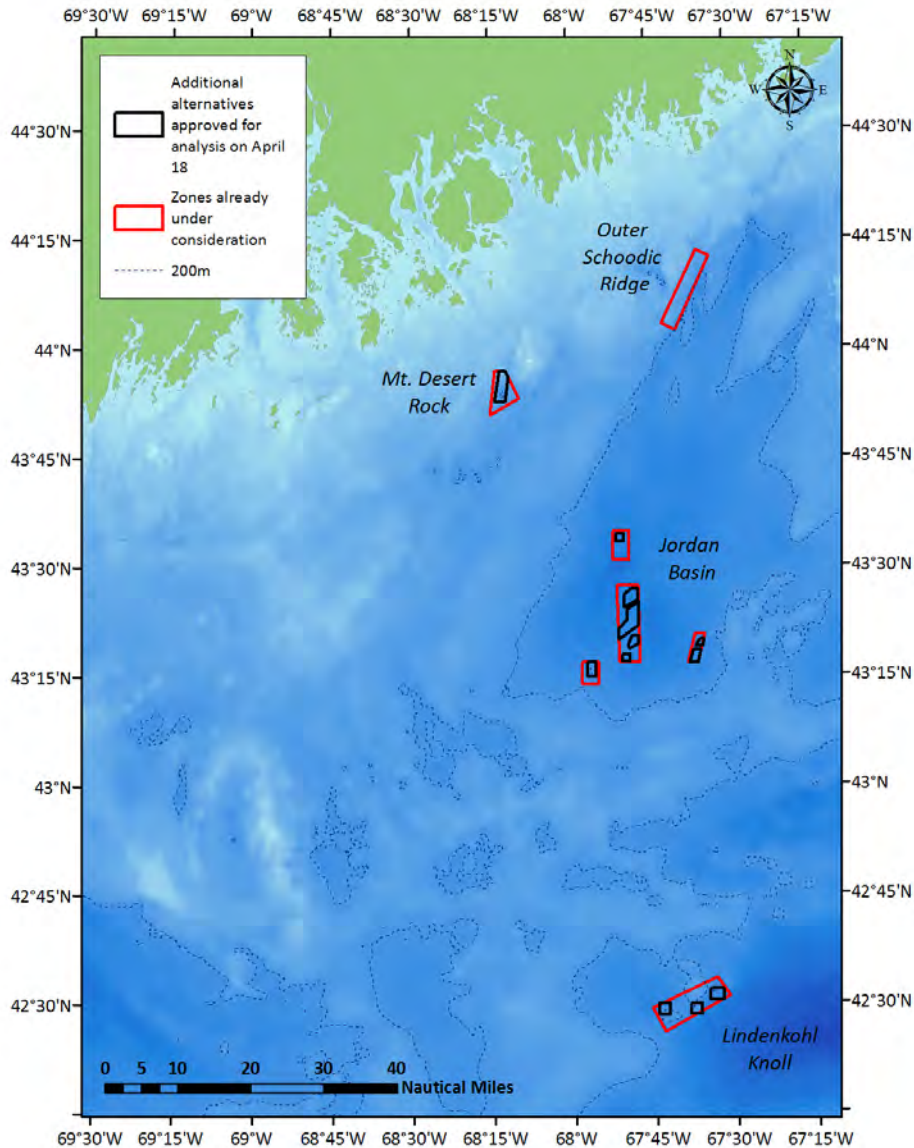 69°30'W 69°15'W 69°W 68°45'W 68°30'W 68°15'W 68°W 67°45'W 67°30'W 67°15'W
Additional
alternatives
approved for
analysis on April
18
Zones already
under
consideration
200m
N
W E
S
44°30'N 44°30'N
Outer
Schoodic
Ridge
44°15'N 44°15'N
44°N 44°N
Mt. Desert
Rock
43°45'N 43°45'N
Jordan
Basin
43°30'N 43°30'N
43°15'N 43°15'N
43°N 43°N
42°45'N 42°45'N
42°30'N 42°30'N
Lindenkohl
Knoll
0 5 10 20 30 40
Nautical Miles
69°30'W 69°15'W 69°W 68°45'W 68°30'W 68°15'W 68°W 67°45'W 67°30'W 67°15'W